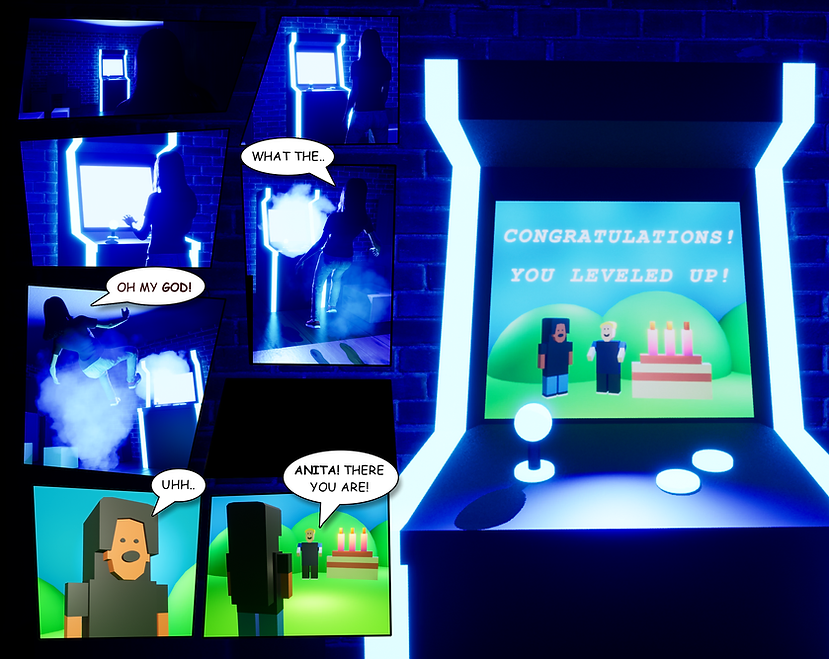 WHAT THE..
OH MY GOD!
UHH..
ANITA! THERE
YOU ARE!
CONGRATULATIONS!
YOU LEVELED UP!